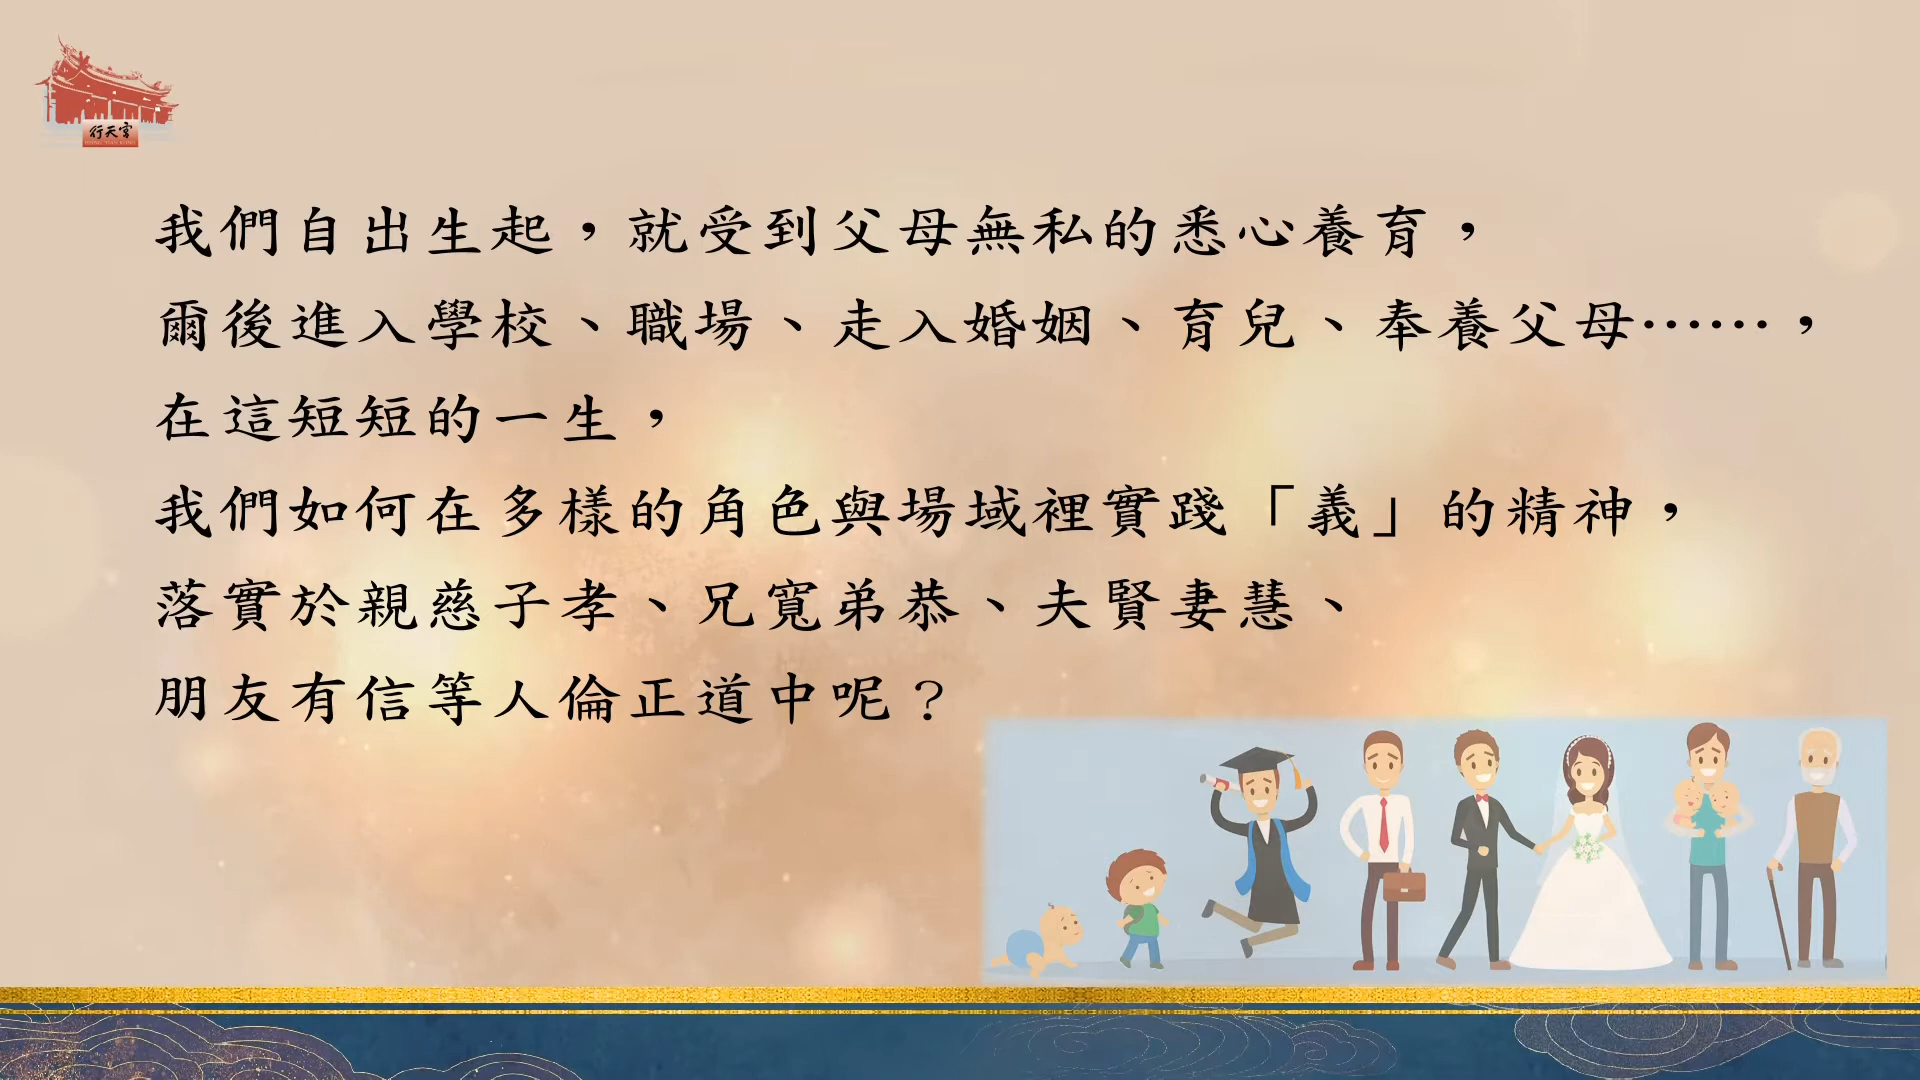 行天宮
我們自出生起，就受到父母無私的悉心養育，
爾後進入學校、職場、走入婚姻、育兒、奉養父母……，
在這短短的一生，
我們如何在多樣的角色與場域裡實踐「義」的精神，
落實於親慈子孝、兄寬弟恭、夫賢妻慧、
朋友有信等人倫正道中呢？